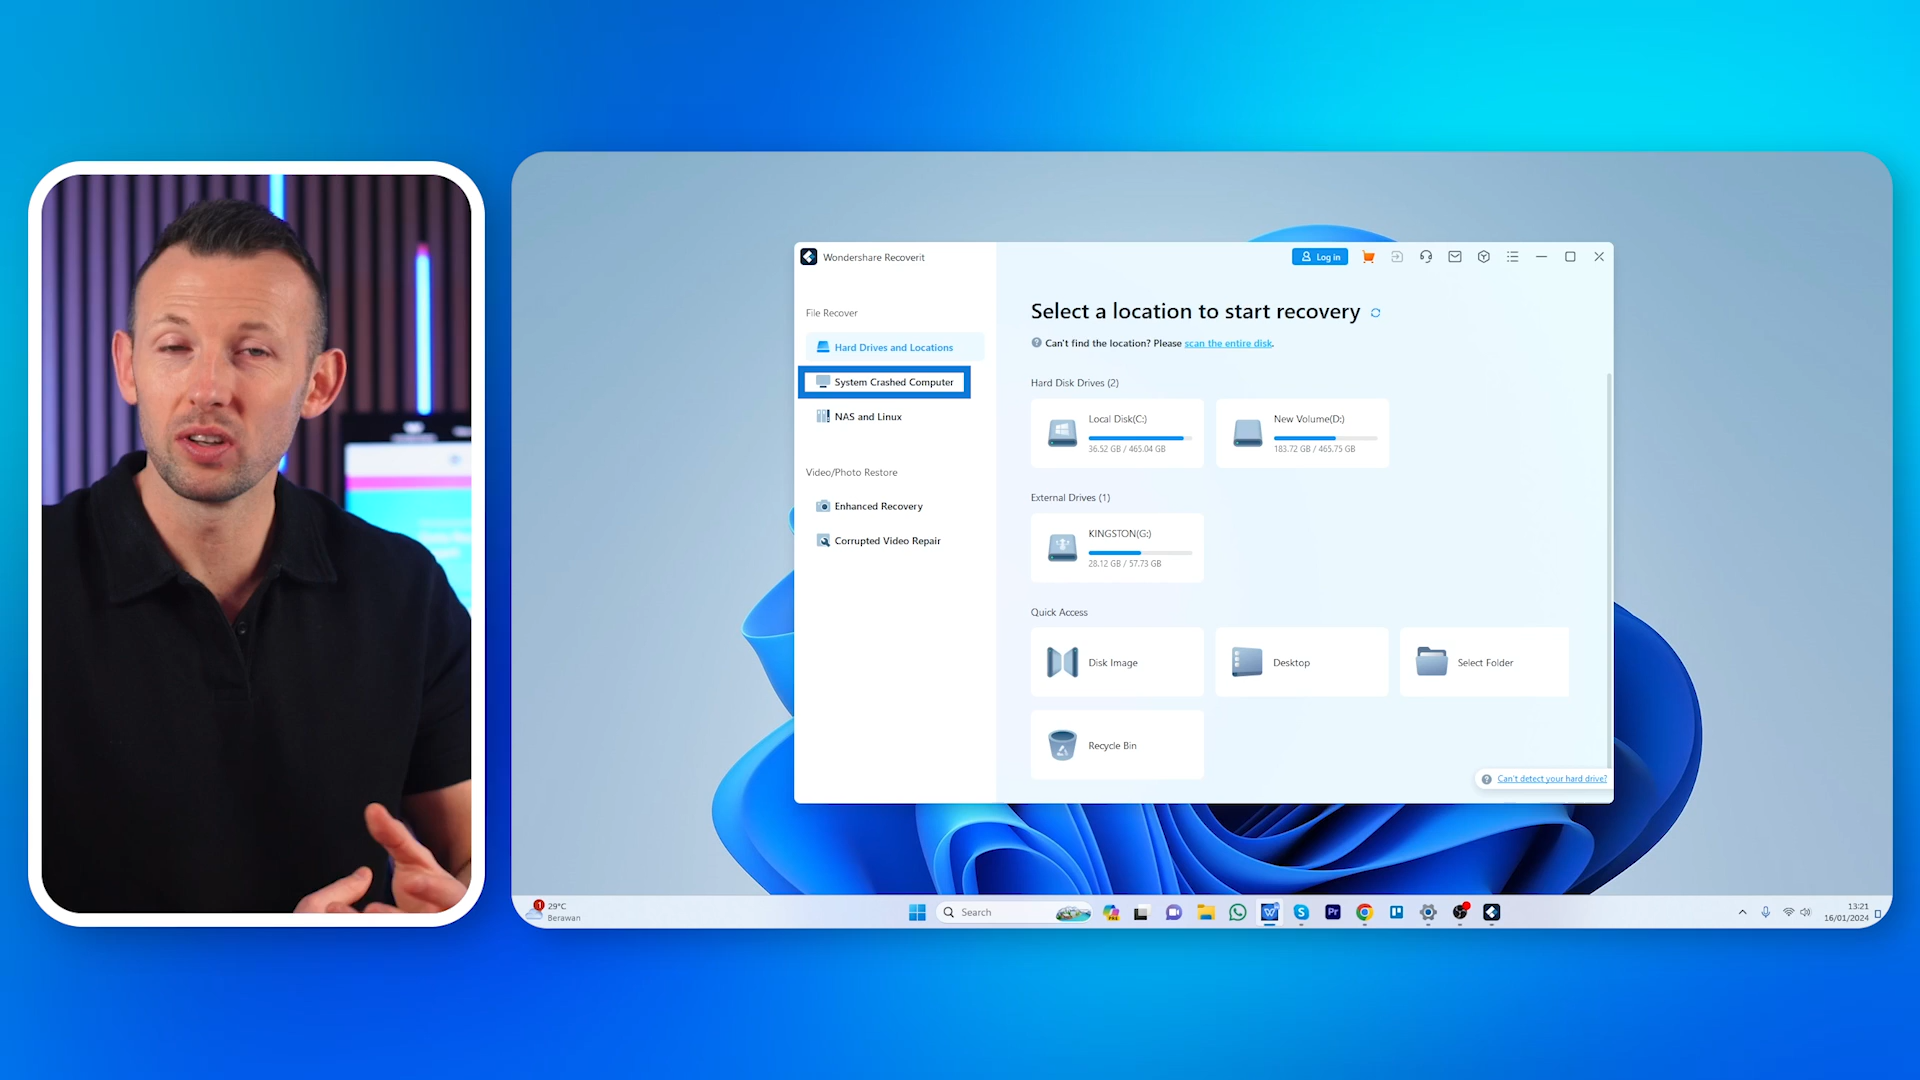 Wondershare Recoverit
Log in
File Recover
Hard Drives and Locations
System Crashed Computer
NAS and Linux
Video/Photo Restore
Enhanced Recovery
Corrupted Video Repair
Select a location to start recovery
Can't find the location? Please scan the entire disk.
Hard Disk Drives (2)
Local Disk(C:)
36.52 GB / 465.04 GB
New Volume(D:)
183.72 GB / 465.75 GB
External Drives (1)
KINGSTON(G:)
28.12 GB / 57.73 GB
Quick Access
Disk Image
Desktop
Select Folder
Recycle Bin
Can't detect your hard drive?
1
29°C
Berawan
Search
Pr
13:21
16/01/2024